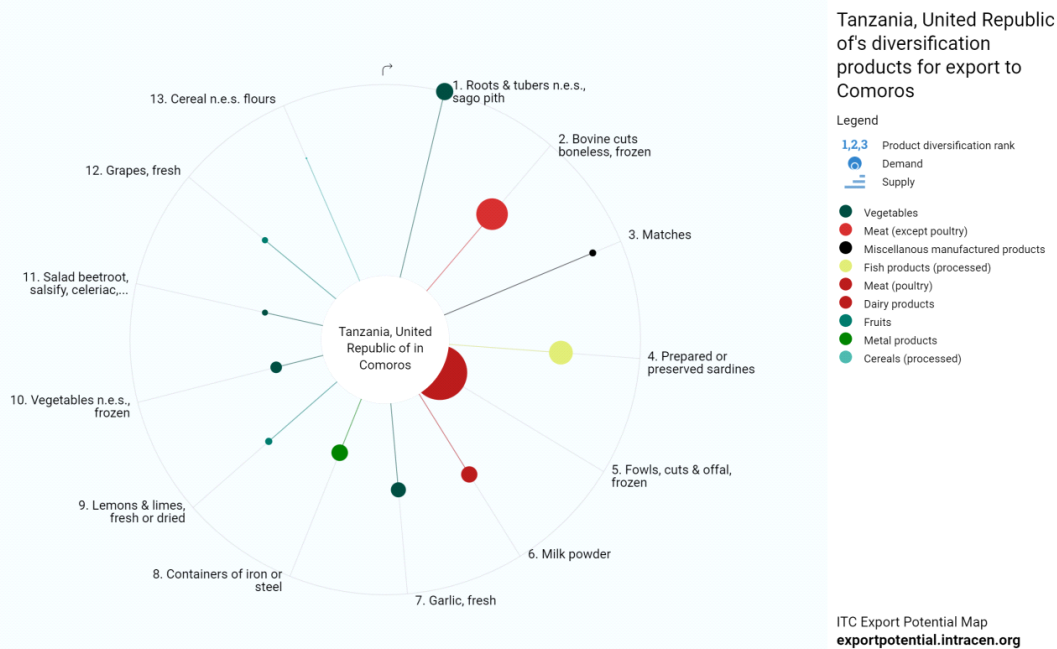 Tanzania, United Republic
of's diversification
products for export to
Comoros
Legend
1,2,3 Product diversification rank
Demand
Supply
Vegetables
Meat (except poultry)
Miscellanous manufactured products
Fish products (processed)
Meat (poultry)
Dairy products
Fruits
Metal products
Cereals (processed)
1. Roots & tubers n.e.s.,
sago pith
2. Bovine cuts
boneless, frozen
3. Matches
4. Prepared or
preserved sardines
5. Fowls, cuts & offal,
frozen
6. Milk powder
7. Garlic, fresh
8. Containers of iron or
steel
9. Lemons & limes,
fresh or dried
10. Vegetables n.e.s.,
frozen
11. Salad beetroot,
salsify, celeriac,...
12. Grapes, fresh
13. Cereal n.e.s. flours
Tanzania, United
Republic of in
Comoros
ITC Export Potential Map
exportpotential.intracen.org